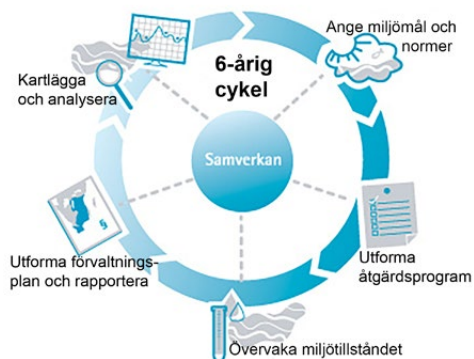 6-årig
cykel
Samverkan
Ange miljömål och
normer
Utforma
åtgärdsprogram
Övervaka miljötillståndet
Utforma förvaltnings-
plan och rapportera
Kartlägga
och analysera